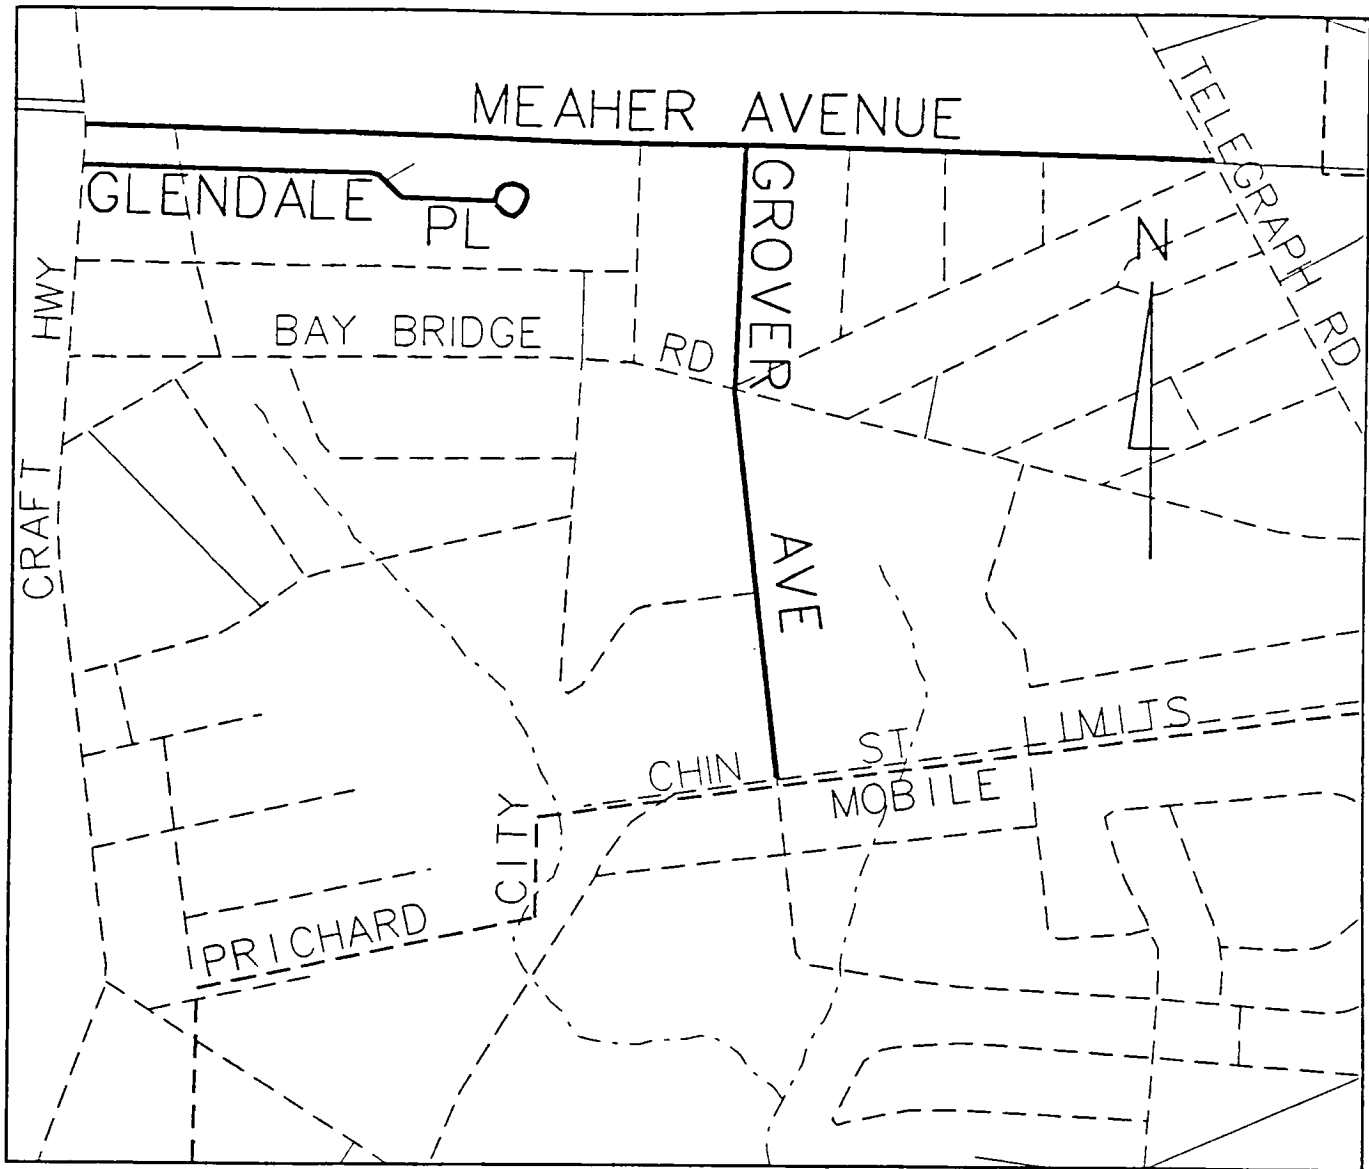 MEAHER AVENUE
TELEGRAPH RD
GLENDALE PL
GROVER AVE
N
CRAFT HWY
BAY BRIDGE RD
CHIN ST
PRICHARD CITY LIMITS
MOBILE